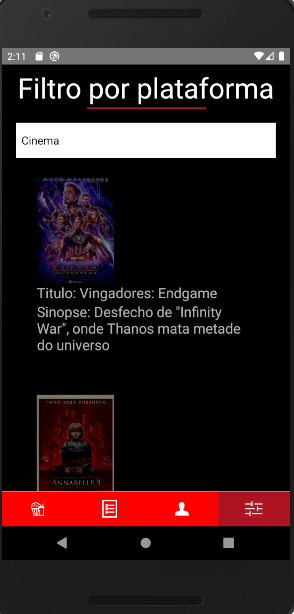 2:11
Filtro por plataforma
Cinema
Titulo: Vingadores: Endgame
Sinopse: Desfecho de "Infinity
War", onde Thanos mata metade
do universo
ANNABELLE 3